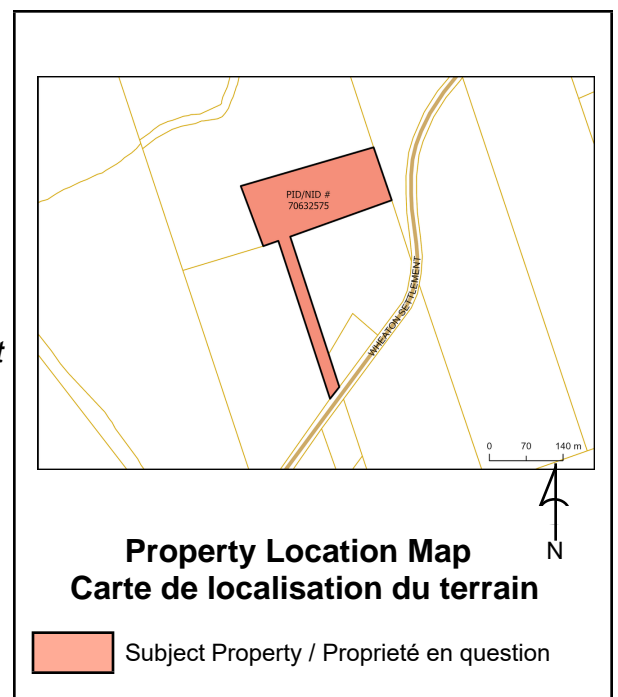 PID/NID #
70632575
WHEATON SETTLEMENT
t
0 70 140 m
N
Property Location Map
Carte de localisation du terrain
Subject Property / Proprieté en question